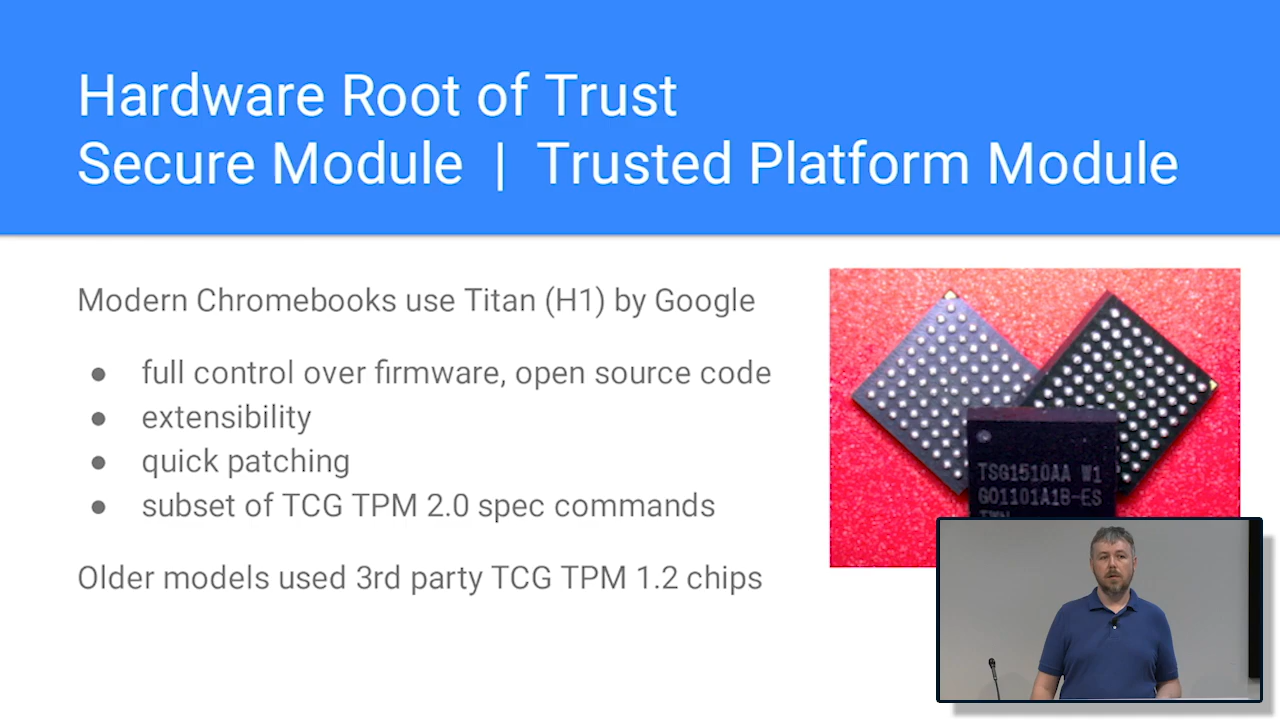 Hardware Root of Trust
Secure Module | Trusted Platform Module
Modern Chromebooks use Titan (H1) by Google
● full control over firmware, open source code
● extensibility
● quick patching
● subset of TCG TPM 2.0 spec commands
Older models used 3rd party TCG TPM 1.2 chips
TSG1510AA W1
G01101A1B-ES